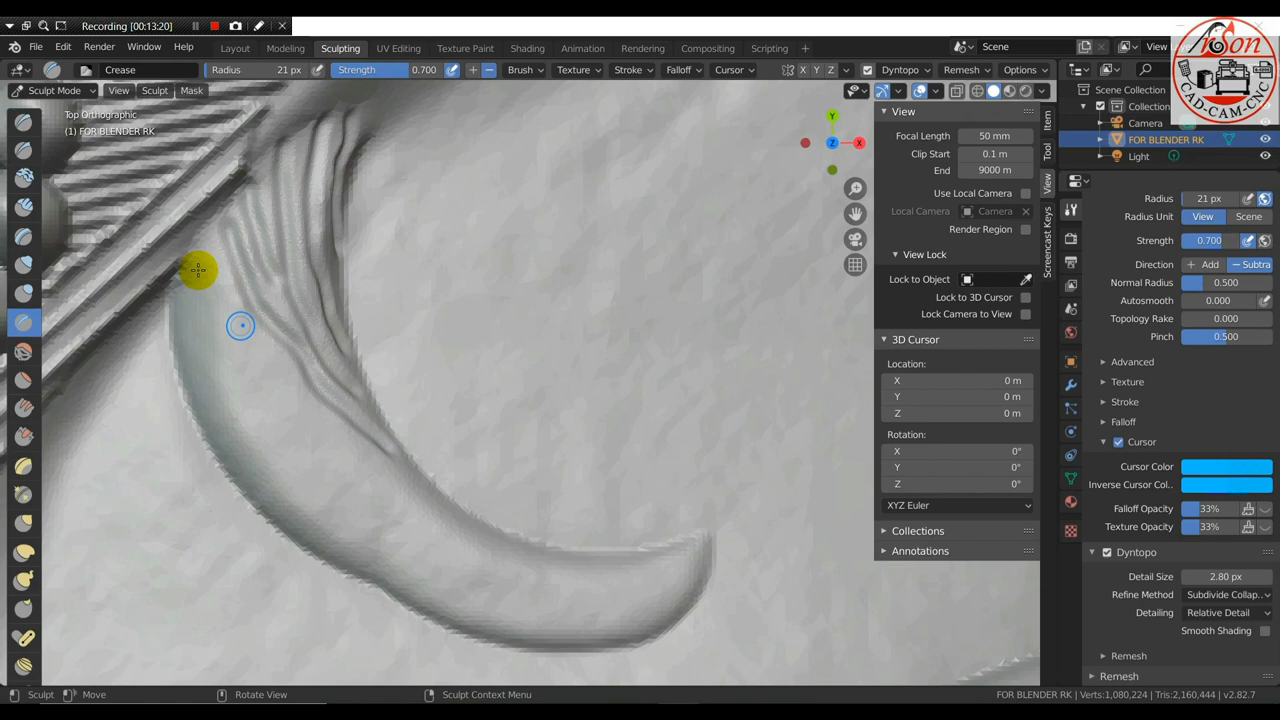 Recording [00:13:20]
File Edit Render Window Help Layout Modeling Sculpting UV Editing Texture Paint Shading Animation Rendering Compositing Scripting + Scene View Layer
Crease Radius 21 px Strength 0.700 Brush Texture Stroke Falloff Cursor X Y Z Dyntopo Remesh Options
Sculpt Mode View Sculpt Mask
Top Orthographic
(1) FOR BLENDER RK
Y
Z
X
View
Focal Length 50 mm
Clip Start 0.1 m
End 9000 m
Use Local Camera
Local Camera Camera
Render Region
View Lock
Lock to Object
Lock to 3D Cursor
Lock Camera to View
3D Cursor
Location:
X 0 m
Y 0 m
Z 0 m
Rotation:
X 0°
Y 0°
Z 0°
XYZ Euler
Collections
Annotations
Item
Tool
View
Screencast Keys
CAD-CAM-CNC
Scene Collection
Collection
Camera
FOR BLENDER RK
Light
Radius 21 px
Radius Unit View Scene
Strength 0.700
Direction + Add − Subtra
Normal Radius 0.500
Autosmooth 0.000
Topology Rake 0.000
Pinch 0.500
Advanced
Texture
Stroke
Falloff
Cursor
Cursor Color
Inverse Cursor Col..
Falloff Opacity 33%
Texture Opacity 33%
Dyntopo
Detail Size 2.80 px
Refine Method Subdivide Collap..
Detailing Relative Detail
Smooth Shading
Remesh
Remesh
Sculpt Move Rotate View Sculpt Context Menu FOR BLENDER RK | Verts:1,080,224 | Tris:2,160,444 | v2.82.7